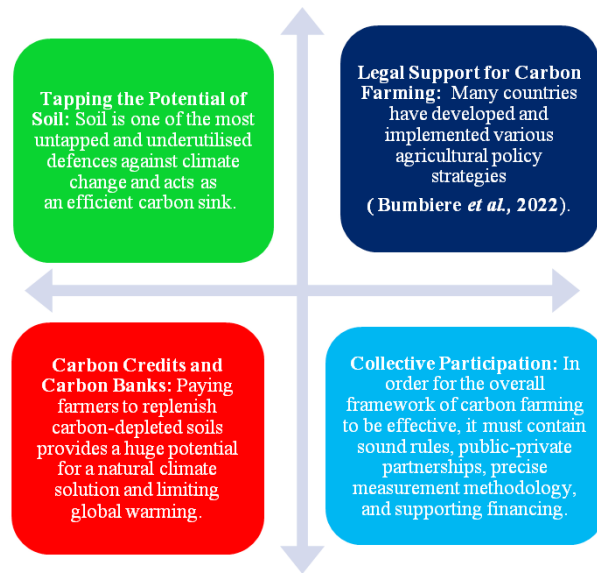 Tapping the Potential of
Soil: Soil is one of the most
untapped and underutilised
defences against climate
change and acts as
an efficient carbon sink.
Legal Support for Carbon
Farming: Many countries
have developed and
implemented various
agricultural policy
strategies
( Bumbiere et al., 2022).
Carbon Credits and
Carbon Banks: Paying
farmers to replenish
carbon-depleted soils
provides a huge potential
for a natural climate
solution and limiting
global warming.
Collective Participation: In
order for the overall
framework of carbon farming
to be effective, it must contain
sound rules, public-private
partnerships, precise
measurement methodology,
and supporting financing.